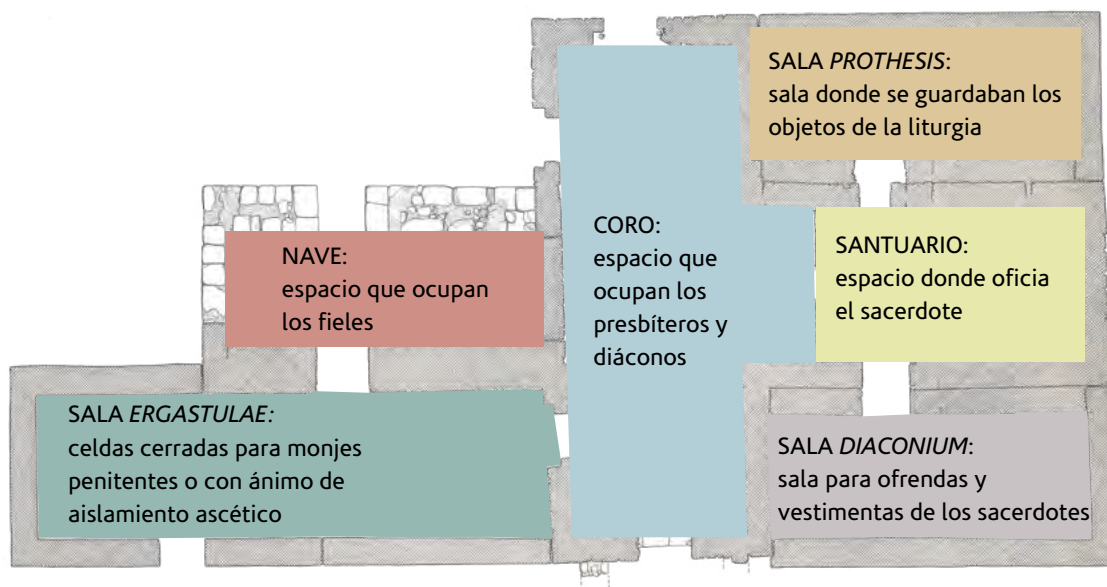 SALA PROTHESIS:
sala donde se guardaban los
objetos de la liturgia
NAVE:
espacio que ocupan
los fieles
CORO:
espacio que
ocupan los
presbíteros y
diáconos
SANTUARIO:
espacio donde oficia
el sacerdote
SALA ERGASTULAE:
celdas cerradas para monjes
penitentes o con ánimo de
aislamiento ascético
SALA DIACONIUM:
sala para ofrendas y
vestimentas de los sacerdotes